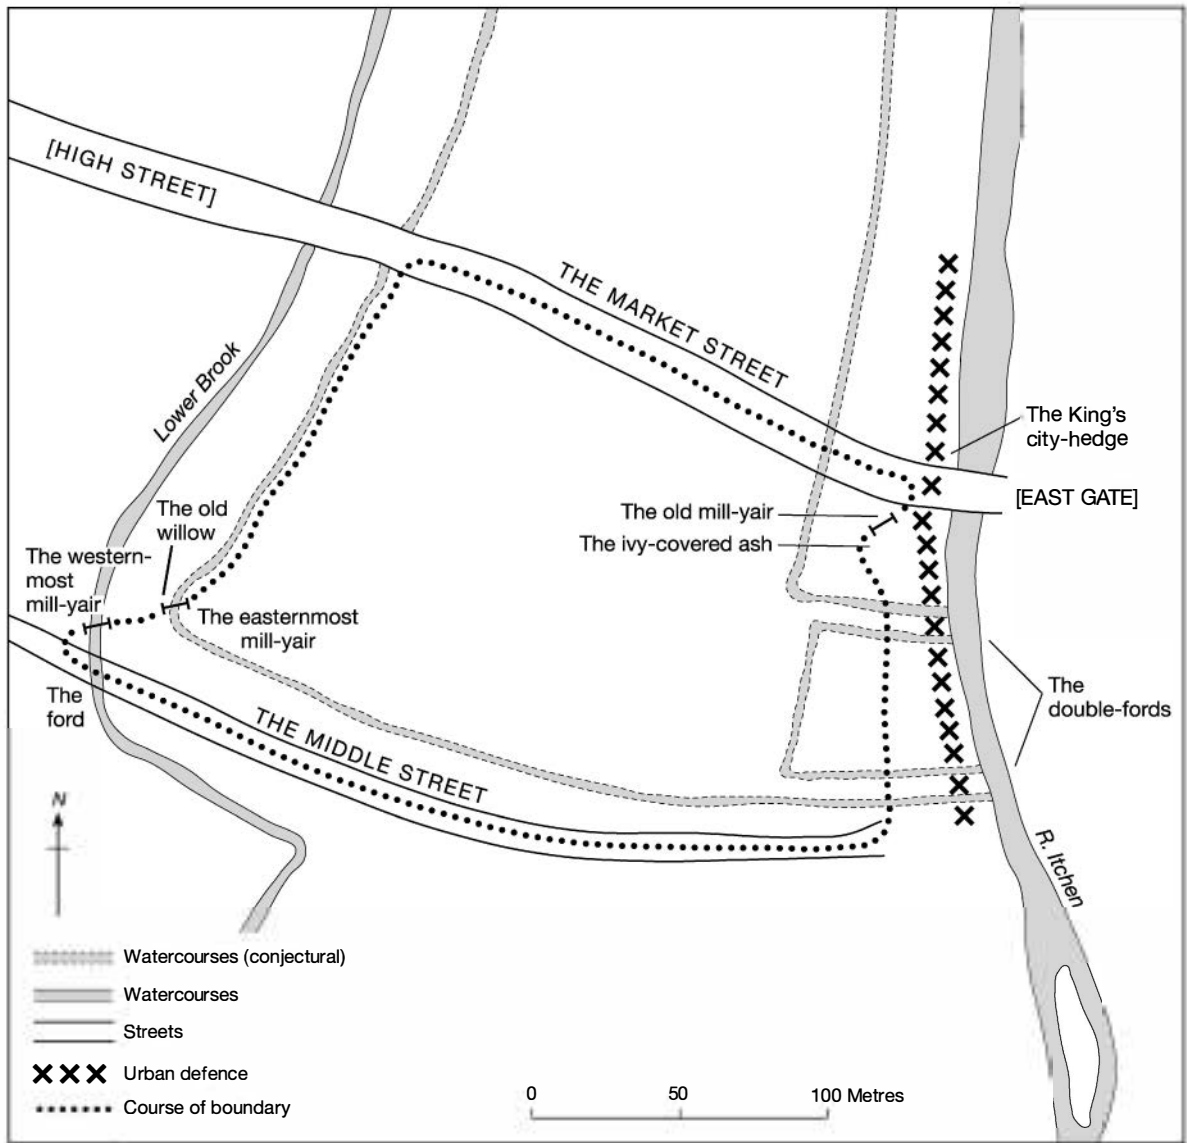 [HIGH STREET]
THE MARKET STREET
Lower Brook
The King's
city-hedge
[EAST GATE]
The old
willow
The old mill-yair
The ivy-covered ash
The western-
most
mill-yair
The easternmost
mill-yair
The
ford
The
double-fords
THE MIDDLE STREET
N
R. Itchen
Watercourses (conjectural)
Watercourses
Streets
Urban defence
Course of boundary
0 50 100 Metres